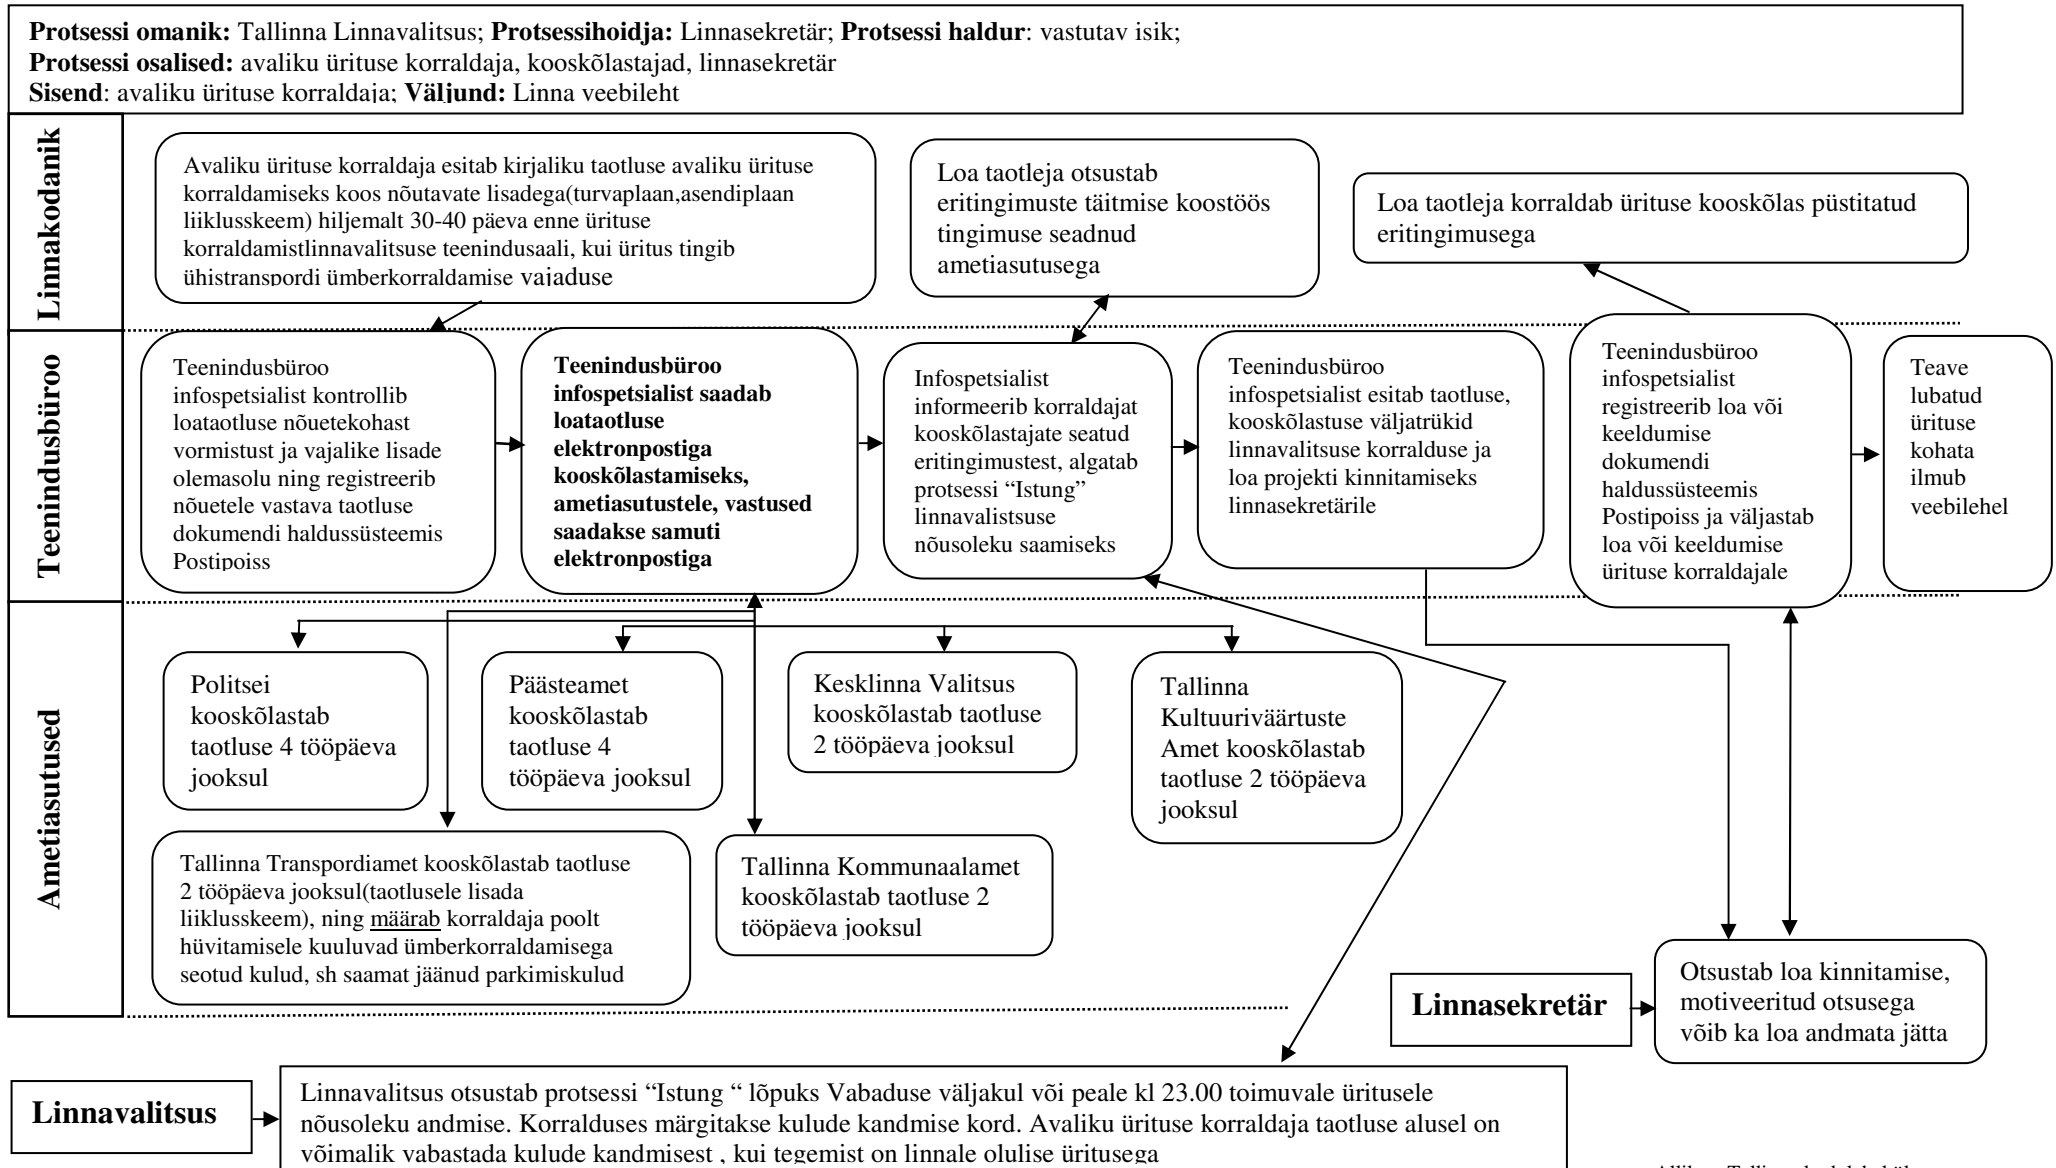 Protsessi omanik: Tallinna Linnavalitsus; Protsessihoidja: Linnasekretär; Protsessi haldur: vastutav isik;
Protsessi osalised: avaliku ürituse korraldaja, kooskõlastajad, linnasekretär
Sisend: avaliku ürituse korraldaja; Väljund: Linna veebileht
Linnakodanik
Avaliku ürituse korraldaja esitab kirjaliku taotluse avaliku ürituse
korraldamiseks koos nõutavate lisadega(turvaplaan,asendiplaan
liiklusskeem) hiljemalt 30-40 päeva enne ürituse
korraldamistlinnavalitsuse teenindusaali, kui üritus tingib
ühistranspordi ümberkorraldamise vajaduse
Loa taotleja otsustab
eritingimuste täitmise koostöös
tingimuse seadnud
ametiasutusega
Loa taotleja korraldab ürituse kooskõlas püstitatud
eritingimusega
Teenindusbüroo
Teenindusbüroo
infospetsialist kontrollib
loataotluse nõuetekohast
vormistust ja vajalike lisade
olemasolu ning registreerib
nõuetele vastava taotluse
dokumendi haldussüsteemis
Postipoiss
Teenindusbüroo
infospetsialist saadab
loataotluse
elektronpostiga
kooskõlastamiseks,
ametiasutustele, vastused
saadakse samuti
elektronpostiga
Infospetsialist
informeerib korraldajat
kooskõlastajate seatud
eritingimustest, algatab
protsessi “Istung”
linnavalistsuse
nõusoleku saamiseks
Teenindusbüroo
infospetsialist esitab taotluse,
kooskõlastuse väljatrükid
linnavalitsuse korralduse ja
loa projekti kinnitamiseks
linnasekretärile
Teenindusbüroo
infospetsialist
registreerib loa või
keeldumise
dokumendi
haldussüsteemis
Postipoiss ja väljastab
loa või keeldumise
ürituse korraldajale
Teave
lubatud
ürituse
kohata
ilmub
veebilehel
Ametiasutused
Politsei
kooskõlastab
taotluse 4 tööpäeva
jooksul
Päästeamet
kooskõlastab
taotluse 4
tööpäeva jooksul
Kesklinna Valitsus
kooskõlastab taotluse
2 tööpäeva jooksul
Tallinna
Kultuuriväärtuste
Amet kooskõlastab
taotluse 2 tööpäeva
jooksul
Tallinna Transpordiamet kooskõlastab taotluse
2 tööpäeva jooksul(taotlusele lisada
liiklusskeem), ning määrab korraldaja poolt
hüvitamisele kuuluvad ümberkorraldamisega
seotud kulud, sh saamat jäänud parkimiskulud
Tallinna Kommunaalamet
kooskõlastab taotluse 2
tööpäeva jooksul
Linnasekretär
Otsustab loa kinnitamise,
motiveeritud otsusega
võib ka loa andmata jätta
Linnavalitsus
Linnavalitsus otsustab protsessi “Istung “ lõpuks Vabaduse väljakul või peale kl 23.00 toimuvale üritusele
nõusoleku andmise. Korralduses märgitakse kulude kandmise kord. Avaliku ürituse korraldaja taotluse alusel on
võimalik vabastada kulude kandmisest , kui tegemist on linnale olulise üritusega